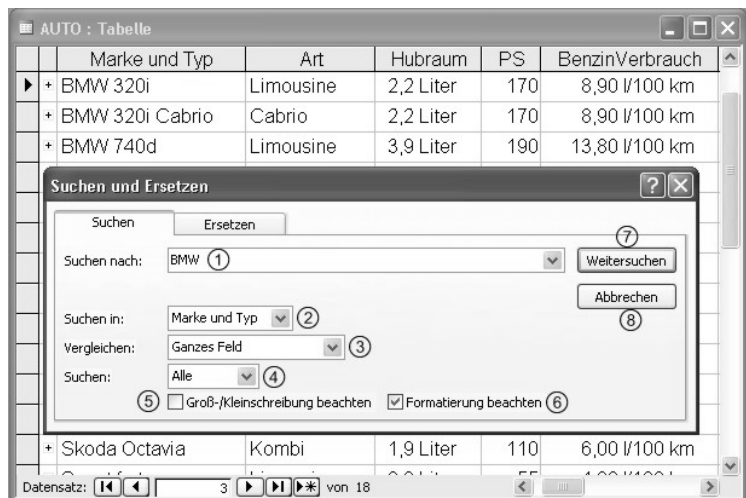 AUTO : Tabelle
Marke und Typ Art Hubraum PS BenzinVerbrauch
+ BMW 320i Limousine 2,2 Liter 170 8,90 l/100 km
+ BMW 320i Cabrio Cabrio 2,2 Liter 170 8,90 l/100 km
+ BMW 740d Limousine 3,9 Liter 190 13,80 l/100 km
Suchen und Ersetzen
Suchen Ersetzen
Suchen nach: BMW ① Weitersuchen ⑦
Abbrechen ⑧
Suchen in: Marke und Typ ②
Vergleichen: Ganzes Feld ③
Suchen: Alle ④
⑤ Groß-/Kleinschreibung beachten Formatierung beachten ⑥
+ Skoda Octavia Kombi 1,9 Liter 110 6,00 l/100 km
Datensatz: 3 von 18